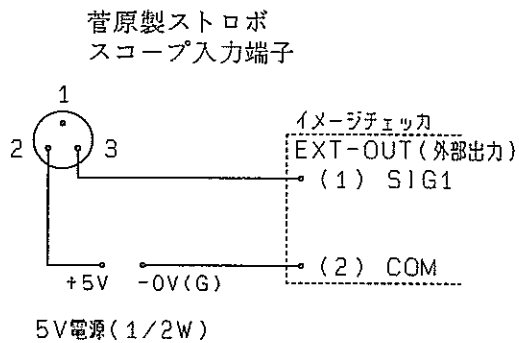 菅原製ストロボ
スコープ入力端子
1
2
3
イメージチェッカ
EXT-OUT(外部出力)
(1) SIG1
(2) COM
+5V
-0V(G)
5V電源(1/2W)